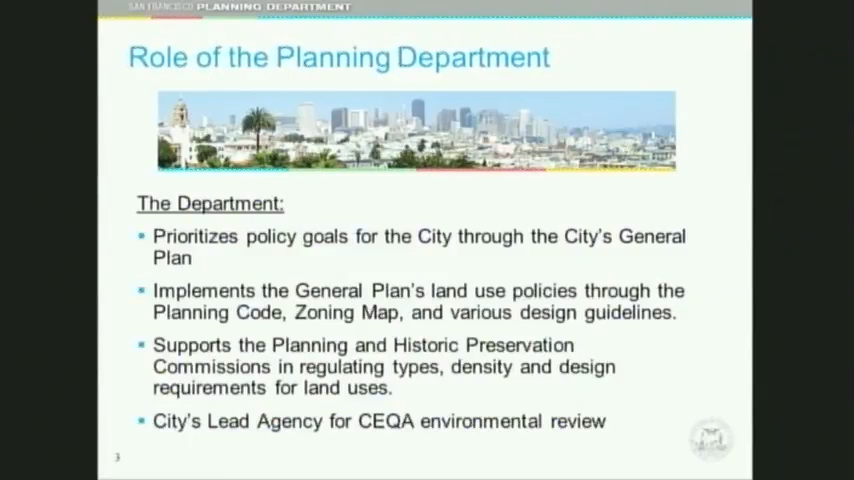 SAN FRANCISCO PLANNING DEPARTMENT
Role of the Planning Department
The Department:
Prioritizes policy goals for the City through the City's General
Plan
Implements the General Plan's land use policies through the
Planning Code, Zoning Map, and various design guidelines.
Supports the Planning and Historic Preservation
Commissions in regulating types, density and design
requirements for land uses.
City's Lead Agency for CEQA environmental review
3